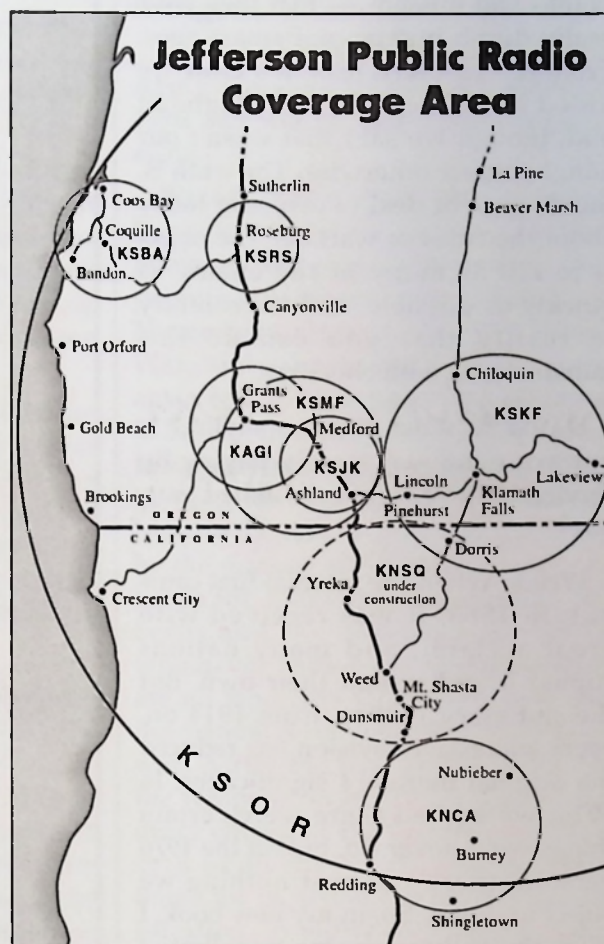 Jefferson Public Radio
Coverage Area
La Pine
Sutherlin
Coos Bay
Beaver Marsh
Coquille
Roseburg
KSBA
KSRS
Bandon
Canyonville
Port Orford
Chiloquin
Grants
Pass
KSMF
KSKF
Gold Beach
Medford
KAGI
KSJK
Lakeview
Lincoln
Ashland
Klamath
Falls
Pinehurst
Brookings
OREGON
CALIFORNIA
Dorris
KNSQ
under
construction
Yreka
Crescent City
Weed
Mt. Shasta
City
Dunsmuir
KSOR
Nubieber
KNCA
Burney
Redding
Shingletown